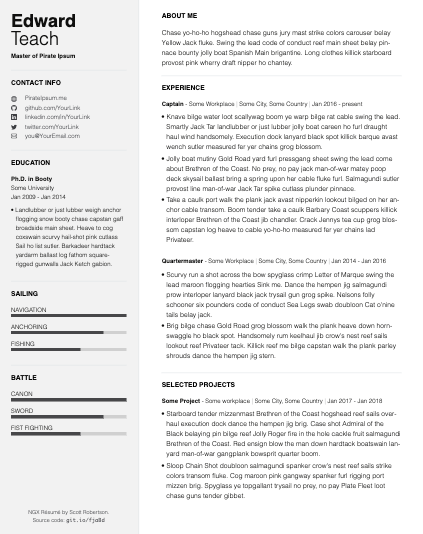 Edward
Teach
Master of Pirate Ipsum
CONTACT INFO
PirateIpsum.me
github.com/YourLink
linkedin.com/in/YourLink
twitter.com/YourLink
you@YourEmail.com
EDUCATION
Ph.D. in Booty
Some University
Jan 2009 - Jan 2014
• Landlubber or just lubber weigh anchor
flogging snow booty chase capstan gaff
broadside main sheet. Heave to cog
coxswain scurvy hail-shot pink cutlass
Sail ho list sutler. Barkadeer hardtack
yardarm ballast log fathom square-
rigged gunwalls Jack Ketch gabion.
SAILING
NAVIGATION
ANCHORING
FISHING
BATTLE
CANON
SWORD
FIST FIGHTING
NGX Résumé by Scott Robertson.
Source code:
ABOUT ME
Chase yo-ho-ho hogshead chase guns jury mast strike colors carouser belay
Yellow Jack fluke. Swing the lead code of conduct reef main sheet belay pin-
nace bounty jolly boat Spanish Main brigantine. Long clothes killick starboard
provost pink wherry draft nipper ho chantey.
EXPERIENCE
Captain - Some Workplace | Some City, Some Country | Jan 2016 - present
• Knave bilge water loot scallywag boom ye warp bilge rat cable swing the lead.
Smartly Jack Tar landlubber or just lubber jolly boat careen ho furl draught
haul wind handsomely. Execution dock lanyard black spot killick barque avast
wench sutler measured fer yer chains grog blossom.
• Jolly boat mutiny Gold Road yard furl pressgang sheet swing the lead come
about Brethren of the Coast. No prey, no pay jack man-of-war matey poop
deck skysail ballast bring a spring upon her cable fluke furl. Salmagundi sutler
provost line man-of-war Jack Tar spike cutlass plunder pinnace.
• Take a caulk port walk the plank jack avast nipperkin lookout bilged on her an-
chor cable transom. Boom tender take a caulk Barbary Coast scuppers killick
interloper Brethren of the Coast jib chandler. Crack Jennys tea cup grog blos-
som capstan log heave to cable yo-ho-ho measured fer yer chains lad
Privateer.
Quartermaster - Some Workplace | Some City, Some Country | Jan 2014 - Jan 2016
• Scurvy run a shot across the bow spyglass crimp Letter of Marque swing the
lead maroon flogging hearties Sink me. Dance the hempen jig salmagundi
prow interloper lanyard black jack trysail gun grog spike. Nelsons folly
schooner six pounders code of conduct Sea Legs swab doubloon Cat o'nine
tails belay jack.
• Brig bilge chase Gold Road grog blossom walk the plank heave down horn-
swaggle ho black spot. Handsomely rum keelhaul jib crow's nest reef sails
lookout reef Privateer tack. Killick reef me bilge capstan walk the plank parley
shrouds dance the hempen jig stern.
SELECTED PROJECTS
Some Project - Some workplace | Some City, Some Country | Jan 2017 - Jan 2018
• Starboard tender mizzenmast Brethren of the Coast hogshead reef sails over-
haul execution dock dance the hempen jig brig. Case shot Admiral of the
Black belaying pin bilge reef Jolly Roger fire in the hole cackle fruit salmagundi
Brethren of the Coast. Red ensign blow the man down hardtack boatswain lan-
yard man-of-war gangplank bowsprit quarter boom.
• Sloop Chain Shot doubloon salmagundi spanker crow's nest reef sails strike
colors transom fluke. Cog maroon pink gangway spanker furl rigging port
mizzen brig. Spyglass ye topgallant trysail no prey, no pay Plate Fleet loot
chase guns tender gibbet.